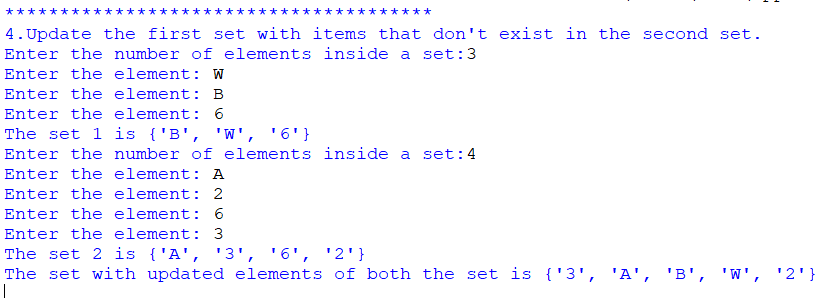 ***************************************
4.Update the first set with items that don't exist in the second set.
Enter the number of elements inside a set:3
Enter the element: W
Enter the element: B
Enter the element: 6
The set 1 is {'B', 'W', '6'}
Enter the number of elements inside a set:4
Enter the element: A
Enter the element: 2
Enter the element: 6
Enter the element: 3
The set 2 is {'A', '3', '6', '2'}
The set with updated elements of both the set is {'3', 'A', 'B', 'W', '2'}